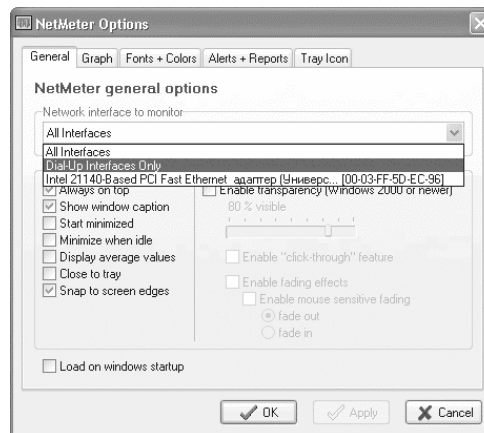 NetMeter Options
General Graph Fonts + Colors Alerts + Reports Tray Icon
NetMeter general options
Network interface to monitor
All Interfaces
All Interfaces
Dial-Up Interfaces Only
Intel 21140-Based PCI Fast Ethernet адаптер (Универс... [00-03-FF-5D-EC-96]
Always on top
Enable transparency (Windows 2000 or newer)
Show window caption
80 % visible
Start minimized
Minimize when idle
Display average values
Enable "click-through" feature
Close to tray
Snap to screen edges
Enable fading effects
Enable mouse sensitive fading
fade out
fade in
Load on windows startup
OK Apply Cancel